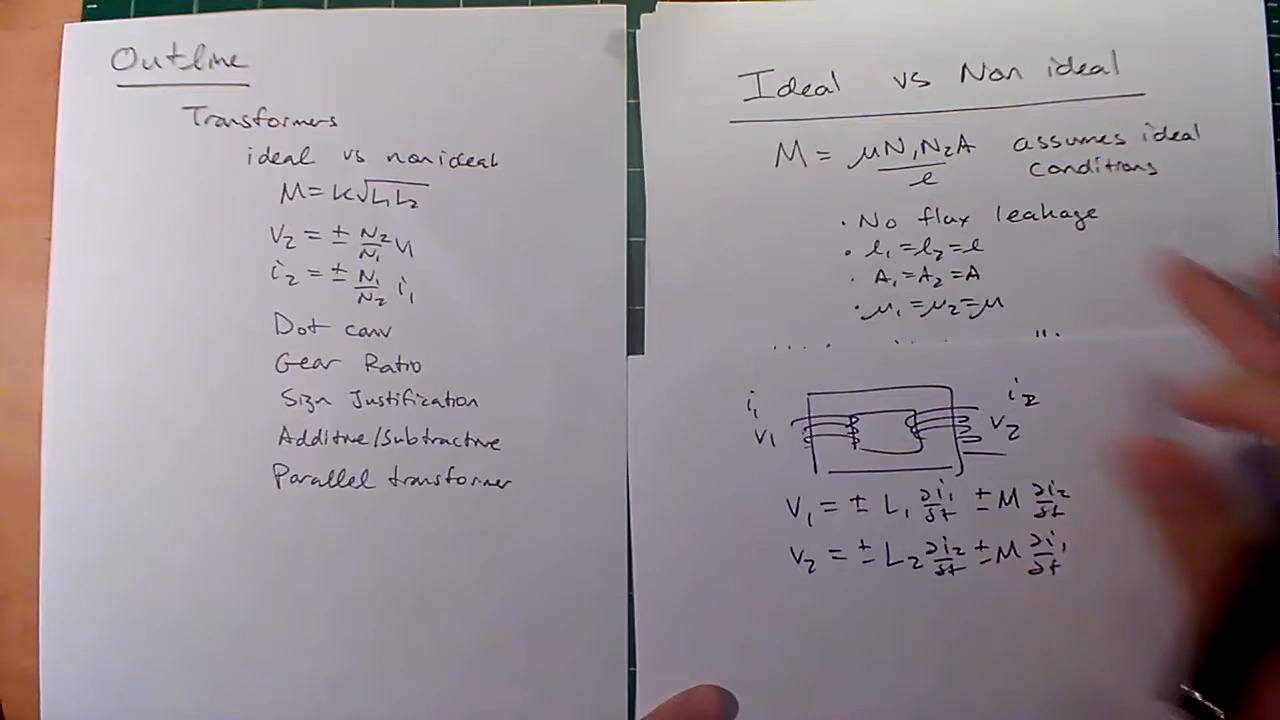 Outline
Transformers
ideal vs nonideal
M = k√L₁L₂
V₂ = ± N₂/N₁ V₁
i₂ = ± N₁/N₂ i₁
Dot conv
Gear Ratio
Sign Justification
Additive/Subtractive
Parallel transformer
Ideal vs Non ideal
M = μN₁N₂A/l assumes ideal
conditions
· No flux leakage
· l₁ = l₂ = l
· A₁ = A₂ = A
· μ₁ = μ₂ = μ
i₁ i₂
V₁ V₂
V₁ = ± L₁ ∂i₁/∂t ± M ∂i₂/∂t
V₂ = ± L₂ ∂i₂/∂t ± M ∂i₁/∂t